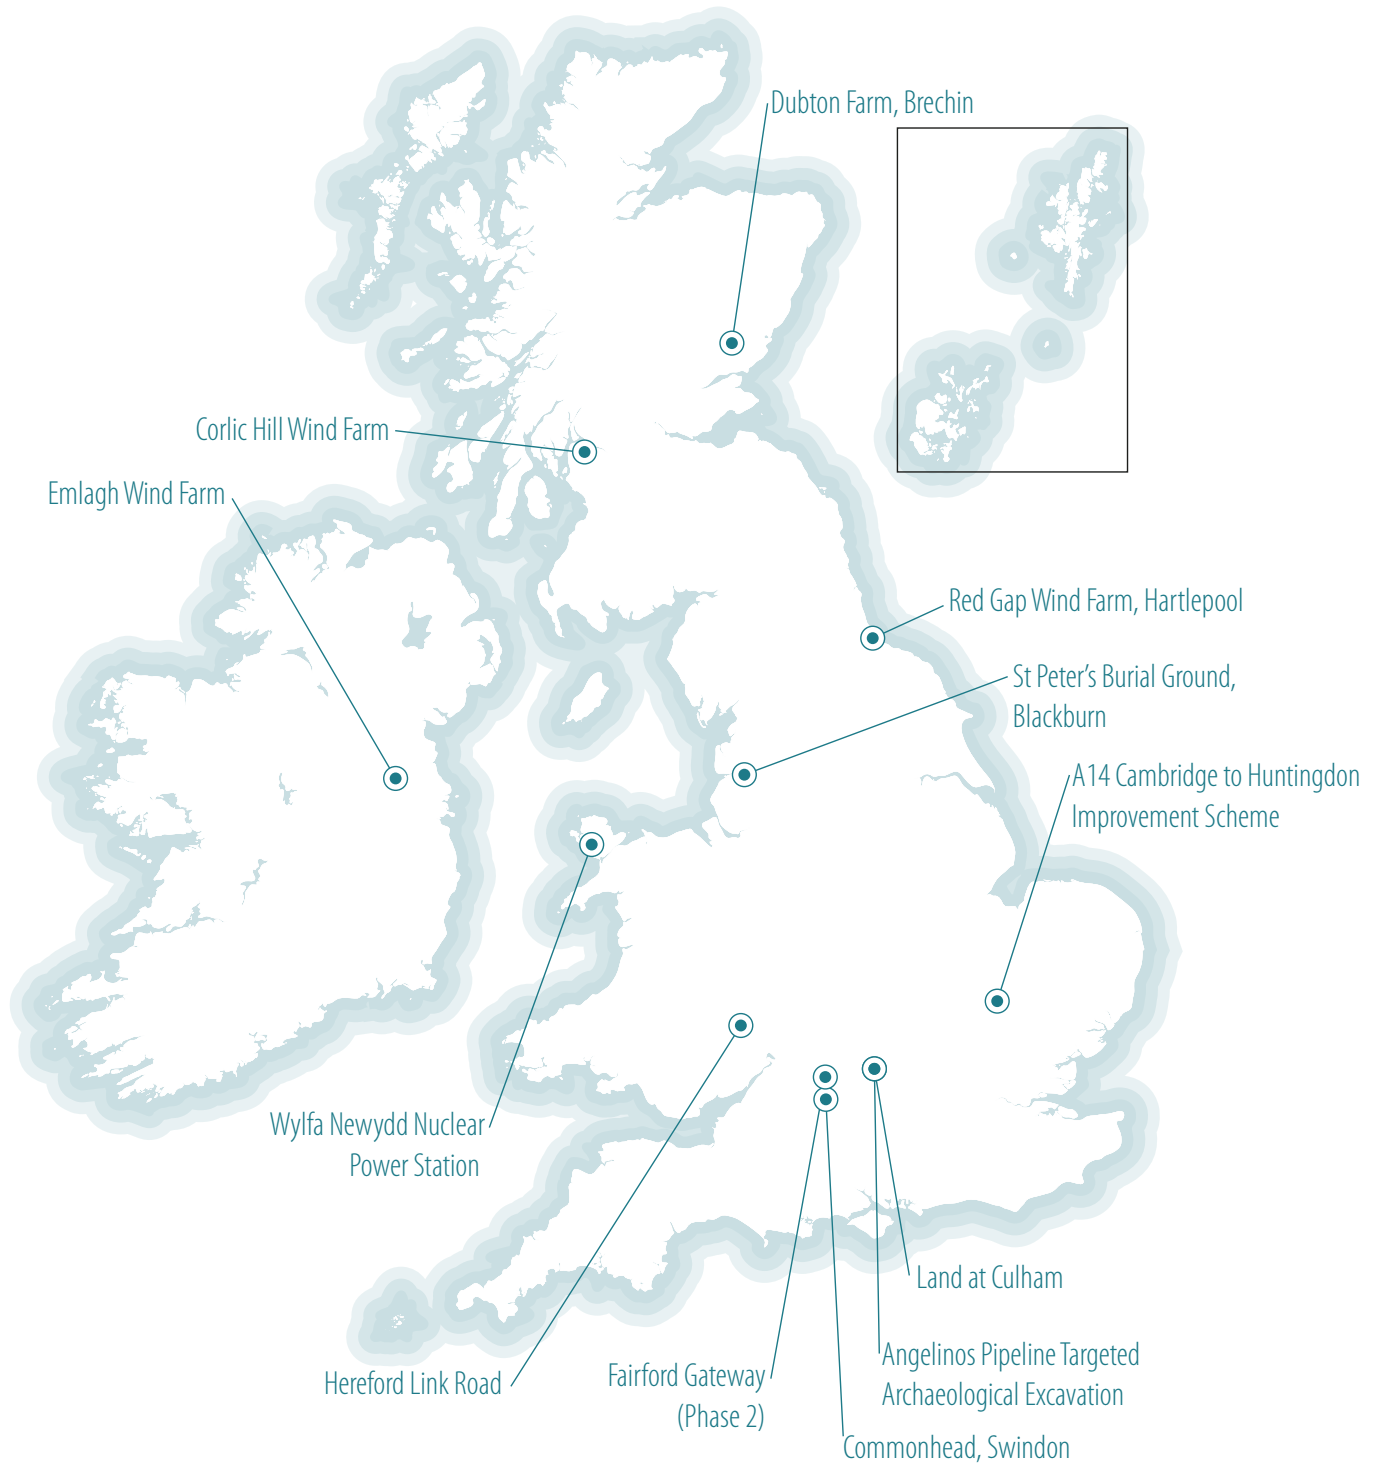 Dubton Farm, Brechin
Corlic Hill Wind Farm
Emlagh Wind Farm
Red Gap Wind Farm, Hartlepool
St Peter’s Burial Ground,
Blackburn
A14 Cambridge to Huntingdon
Improvement Scheme
Wylfa Newydd Nuclear
Power Station
Land at Culham
Angelinos Pipeline Targeted
Archaeological Excavation
Hereford Link Road
Fairford Gateway
(Phase 2)
Commonhead, Swindon